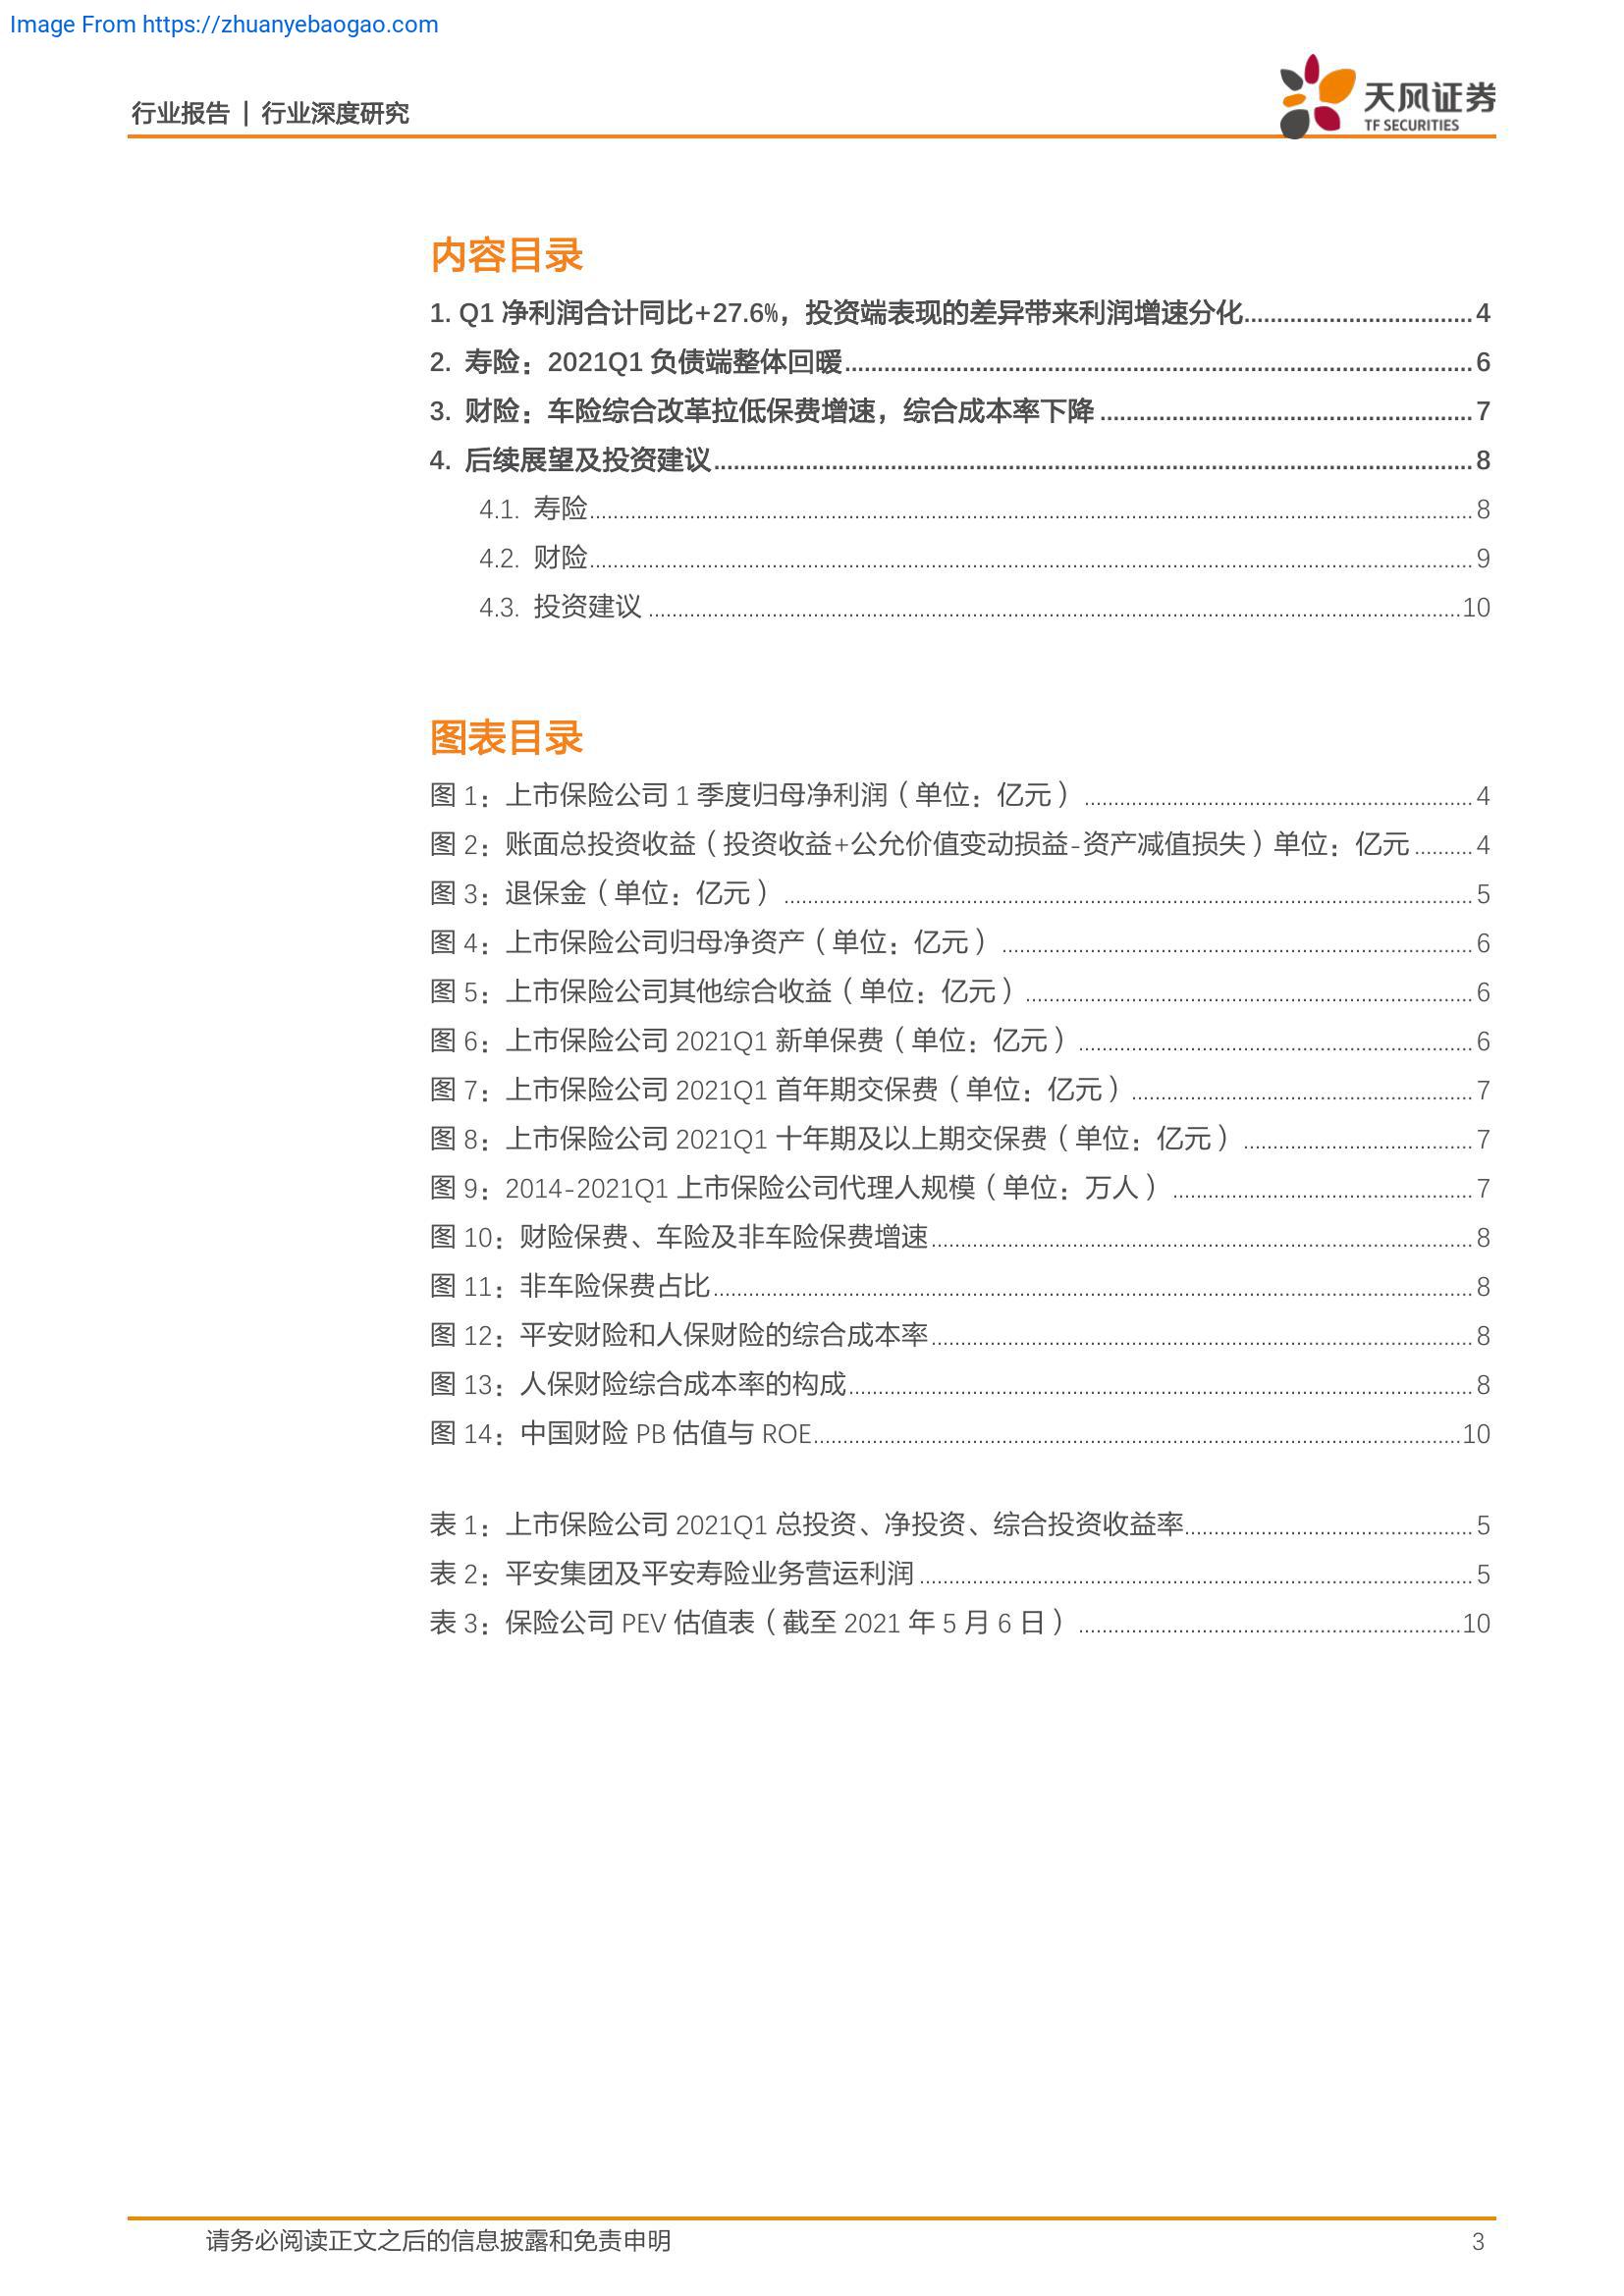 Image From https://zhuanyebaogao.com
行业报告 | 行业深度研究
天风证券
TF SECURITIES
内容目录
1. Q1 净利润合计同比+27.6%，投资端表现的差异带来利润增速分化 4
2. 寿险：2021Q1 负债端整体回暖 6
3. 财险：车险综合改革拉低保费增速，综合成本率下降 7
4. 后续展望及投资建议 8
4.1. 寿险 8
4.2. 财险 9
4.3. 投资建议 10
图表目录
图 1：上市保险公司 1 季度归母净利润（单位：亿元） 4
图 2：账面总投资收益（投资收益+公允价值变动损益-资产减值损失）单位：亿元 4
图 3：退保金（单位：亿元） 5
图 4：上市保险公司归母净资产（单位：亿元） 6
图 5：上市保险公司其他综合收益（单位：亿元） 6
图 6：上市保险公司 2021Q1 新单保费（单位：亿元） 6
图 7：上市保险公司 2021Q1 首年期交保费（单位：亿元） 7
图 8：上市保险公司 2021Q1 十年期及以上期交保费（单位：亿元） 7
图 9：2014-2021Q1 上市保险公司代理人规模（单位：万人） 7
图 10：财险保费、车险及非车险保费增速 8
图 11：非车险保费占比 8
图 12：平安财险和人保财险的综合成本率 8
图 13：人保财险综合成本率的构成 8
图 14：中国财险 PB 估值与 ROE 10
表 1：上市保险公司 2021Q1 总投资、净投资、综合投资收益率 5
表 2：平安集团及平安寿险业务营运利润 5
表 3：保险公司 PEV 估值表（截至 2021 年 5 月 6 日） 10
请务必阅读正文之后的信息披露和免责申明 3